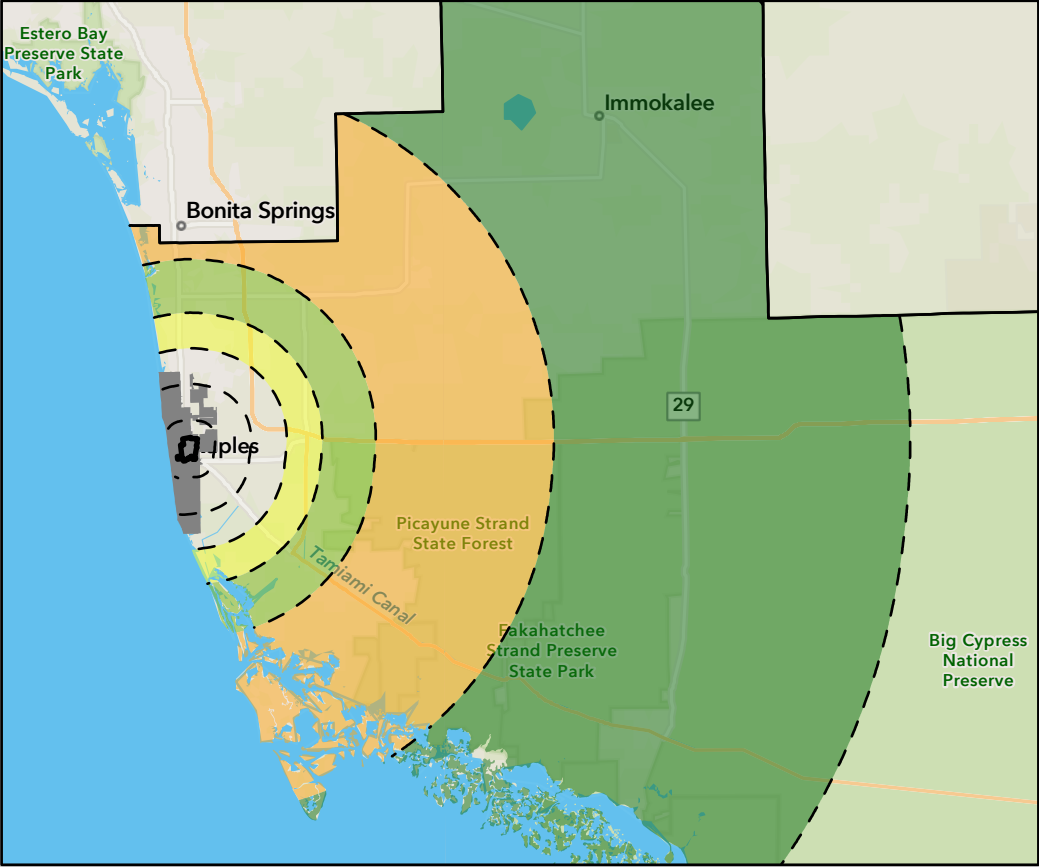 Estero Bay
Preserve State
Park
Immokalee
Bonita Springs
29
Picayune Strand
State Forest
Tamiami Canal
Fakahatchee
Strand Preserve
State Park
Big Cypress
National
Preserve